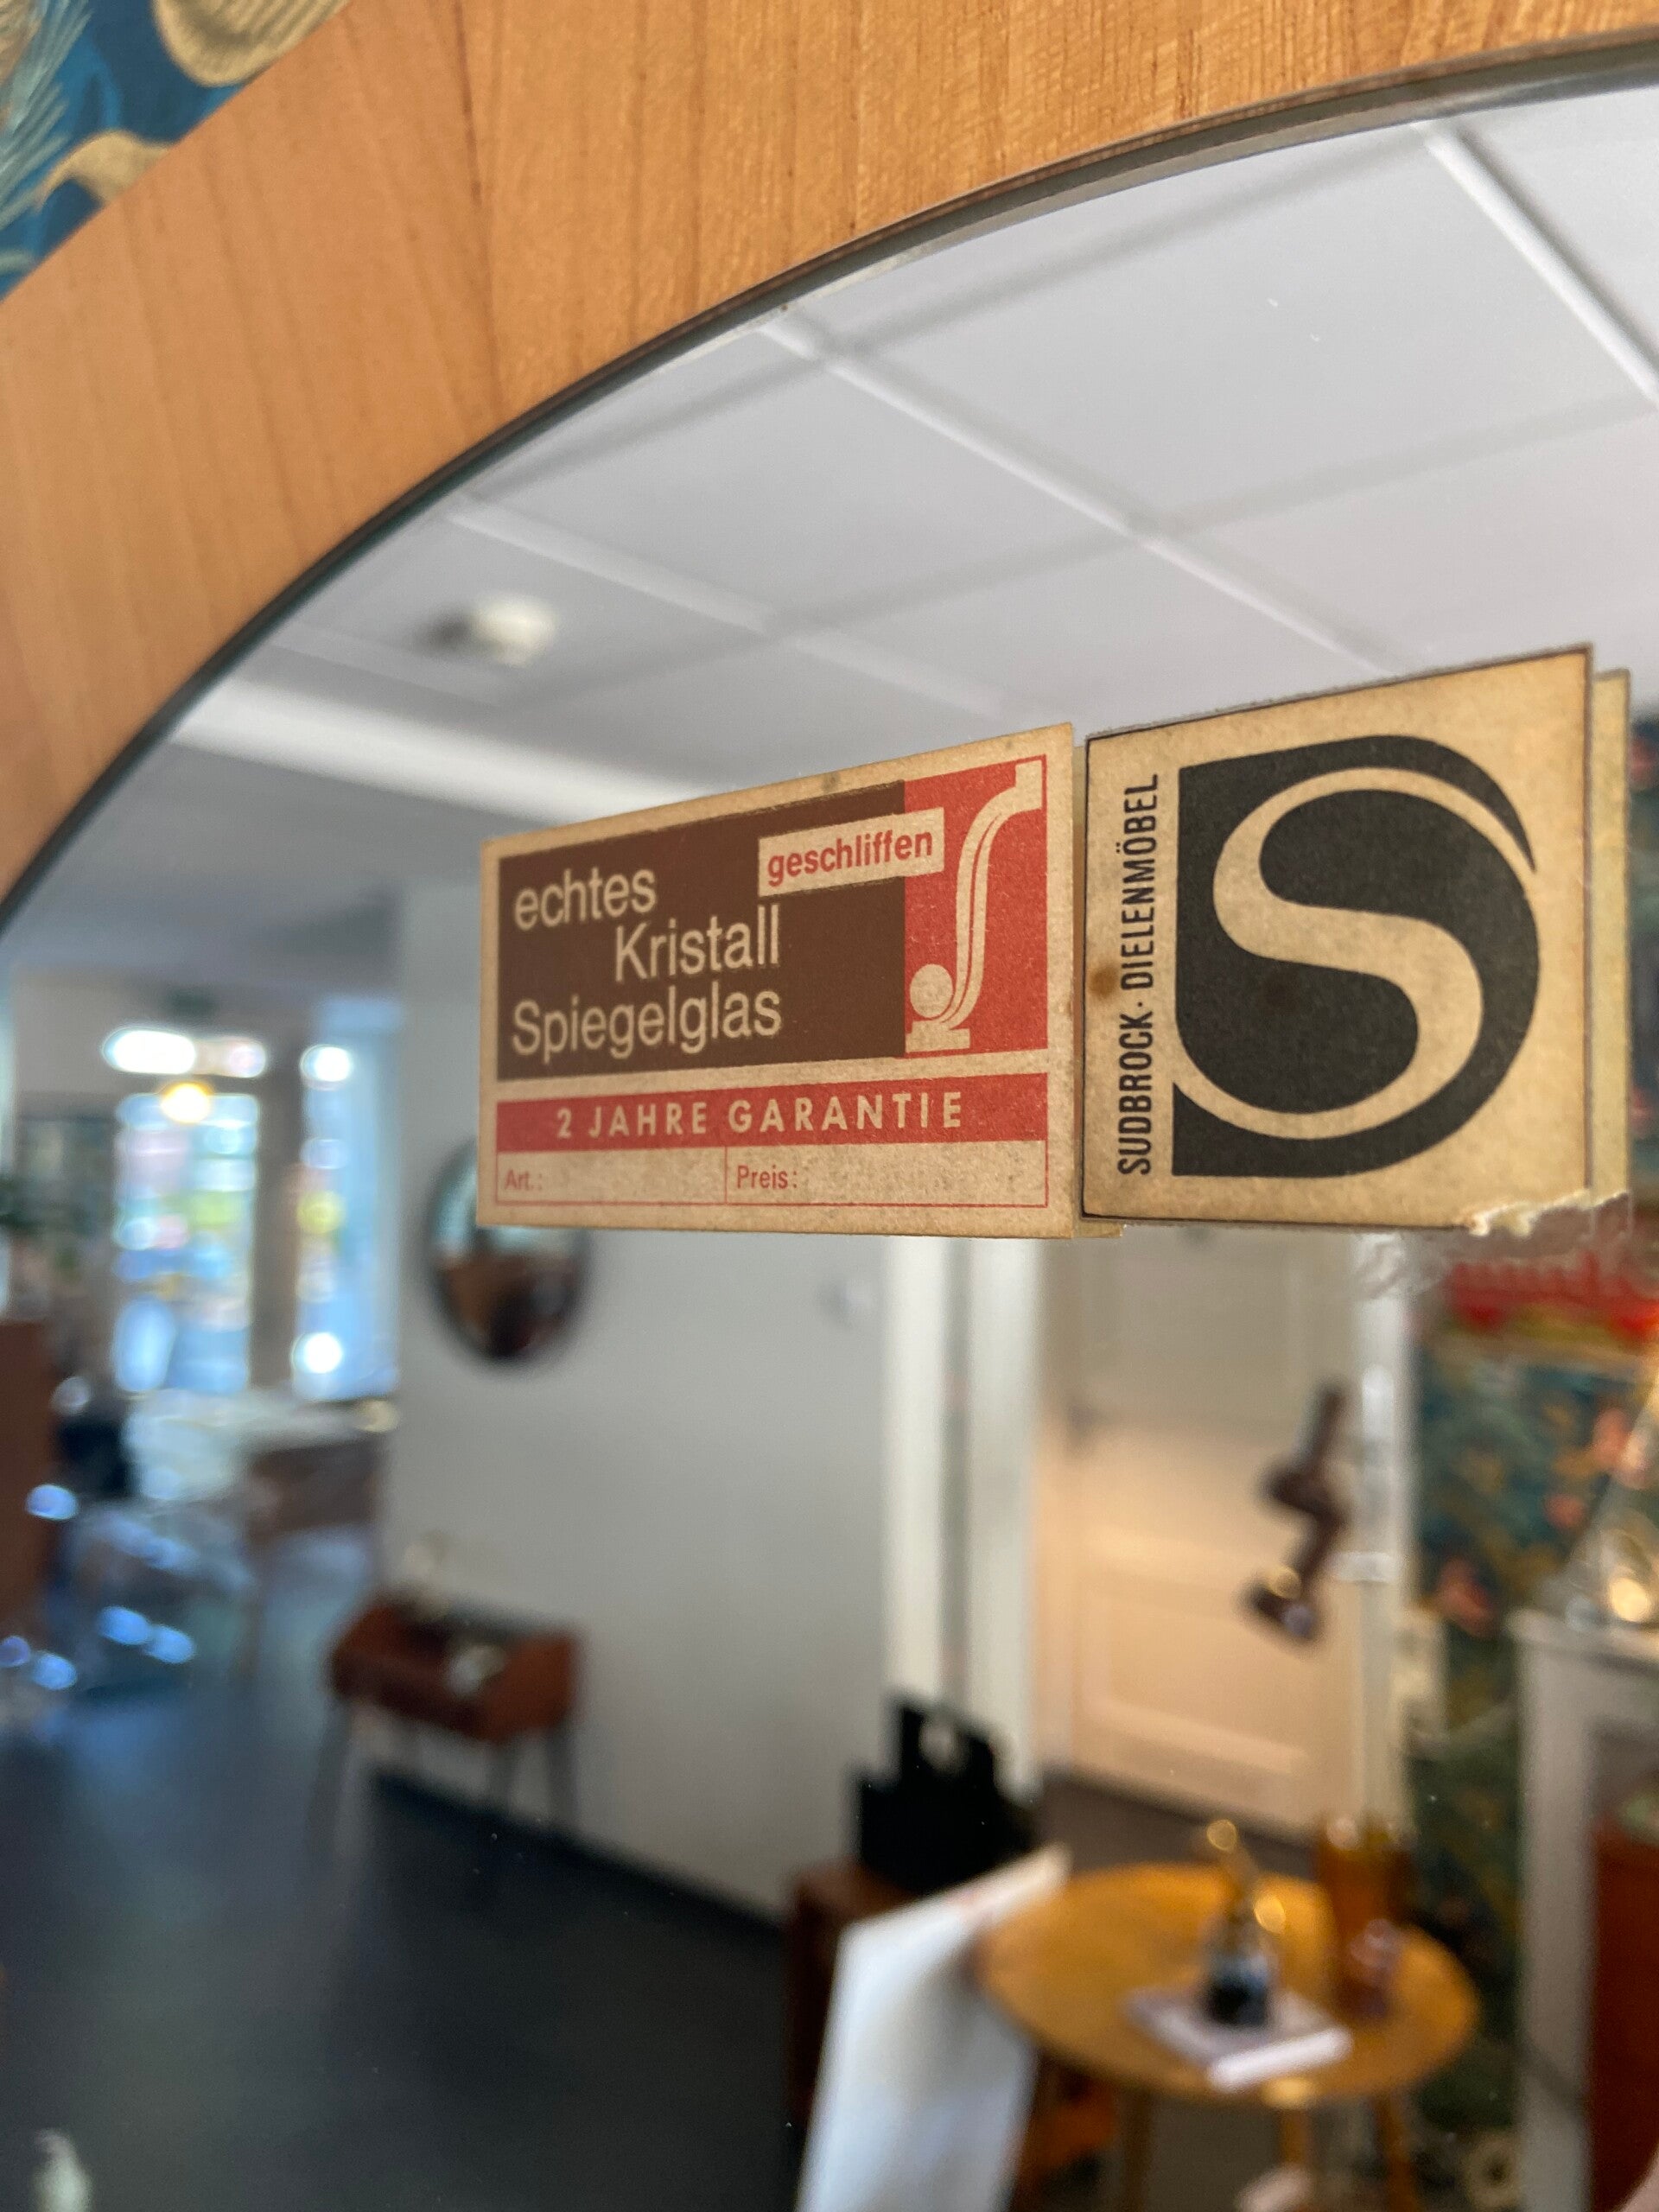 echtes
geschliffen
Kristall
Spiegelglas
2 JAHRE GARANTIE
Art.:
Preis:
SUDBROCK · DIELENMÖBEL
S